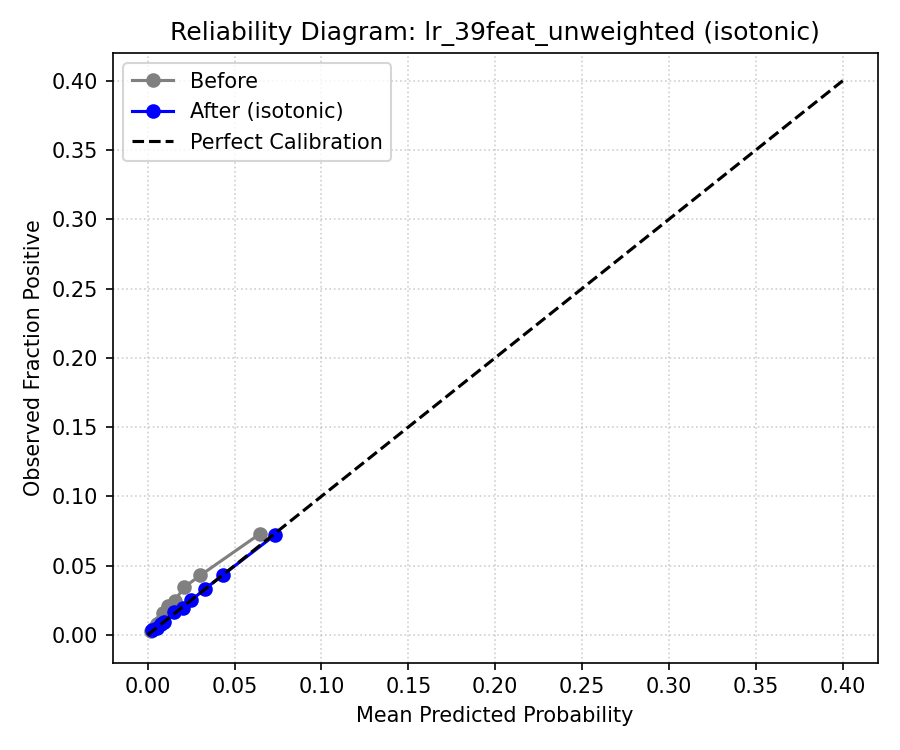 Reliability Diagram: lr_39feat_unweighted (isotonic)
Before
After (isotonic)
Perfect Calibration
0.40
0.35
0.30
0.25
0.20
0.15
0.10
0.05
0.00
Observed Fraction Positive
0.00 0.05 0.10 0.15 0.20 0.25 0.30 0.35 0.40
Mean Predicted Probability